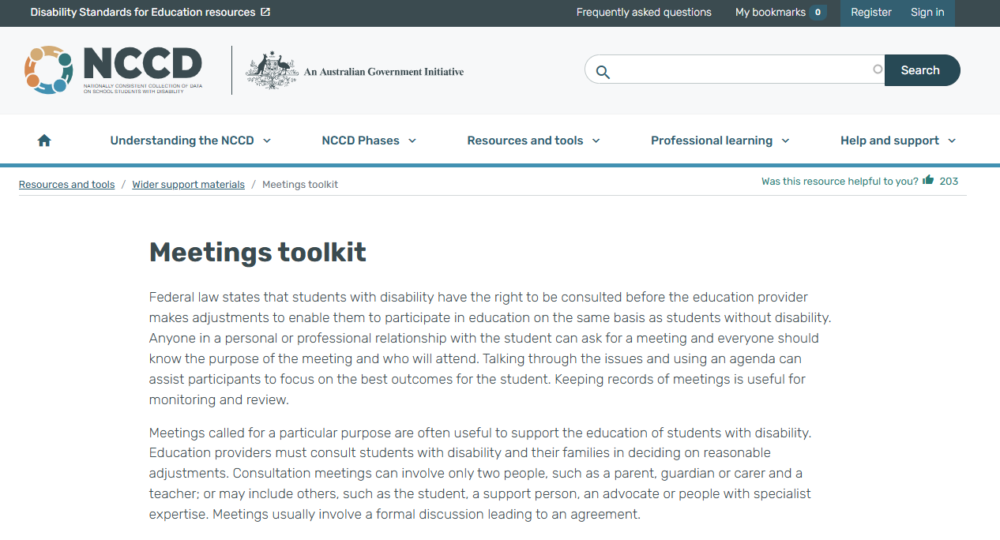 Disability Standards for Education resources
Frequently asked questions
My bookmarks 0
Register
Sign in
NCCD
NATIONALLY CONSISTENT COLLECTION OF DATA
ON SCHOOL STUDENTS WITH DISABILITY
An Australian Government Initiative
Search
Understanding the NCCD
NCCD Phases
Resources and tools
Professional learning
Help and support
Resources and tools / Wider support materials / Meetings toolkit
Was this resource helpful to you? 203
Meetings toolkit
Federal law states that students with disability have the right to be consulted before the education provider
makes adjustments to enable them to participate in education on the same basis as students without disability.
Anyone in a personal or professional relationship with the student can ask for a meeting and everyone should
know the purpose of the meeting and who will attend. Talking through the issues and using an agenda can
assist participants to focus on the best outcomes for the student. Keeping records of meetings is useful for
monitoring and review.
Meetings called for a particular purpose are often useful to support the education of students with disability.
Education providers must consult students with disability and their families in deciding on reasonable
adjustments. Consultation meetings can involve only two people, such as a parent, guardian or carer and a
teacher; or may include others, such as the student, a support person, an advocate or people with specialist
expertise. Meetings usually involve a formal discussion leading to an agreement.